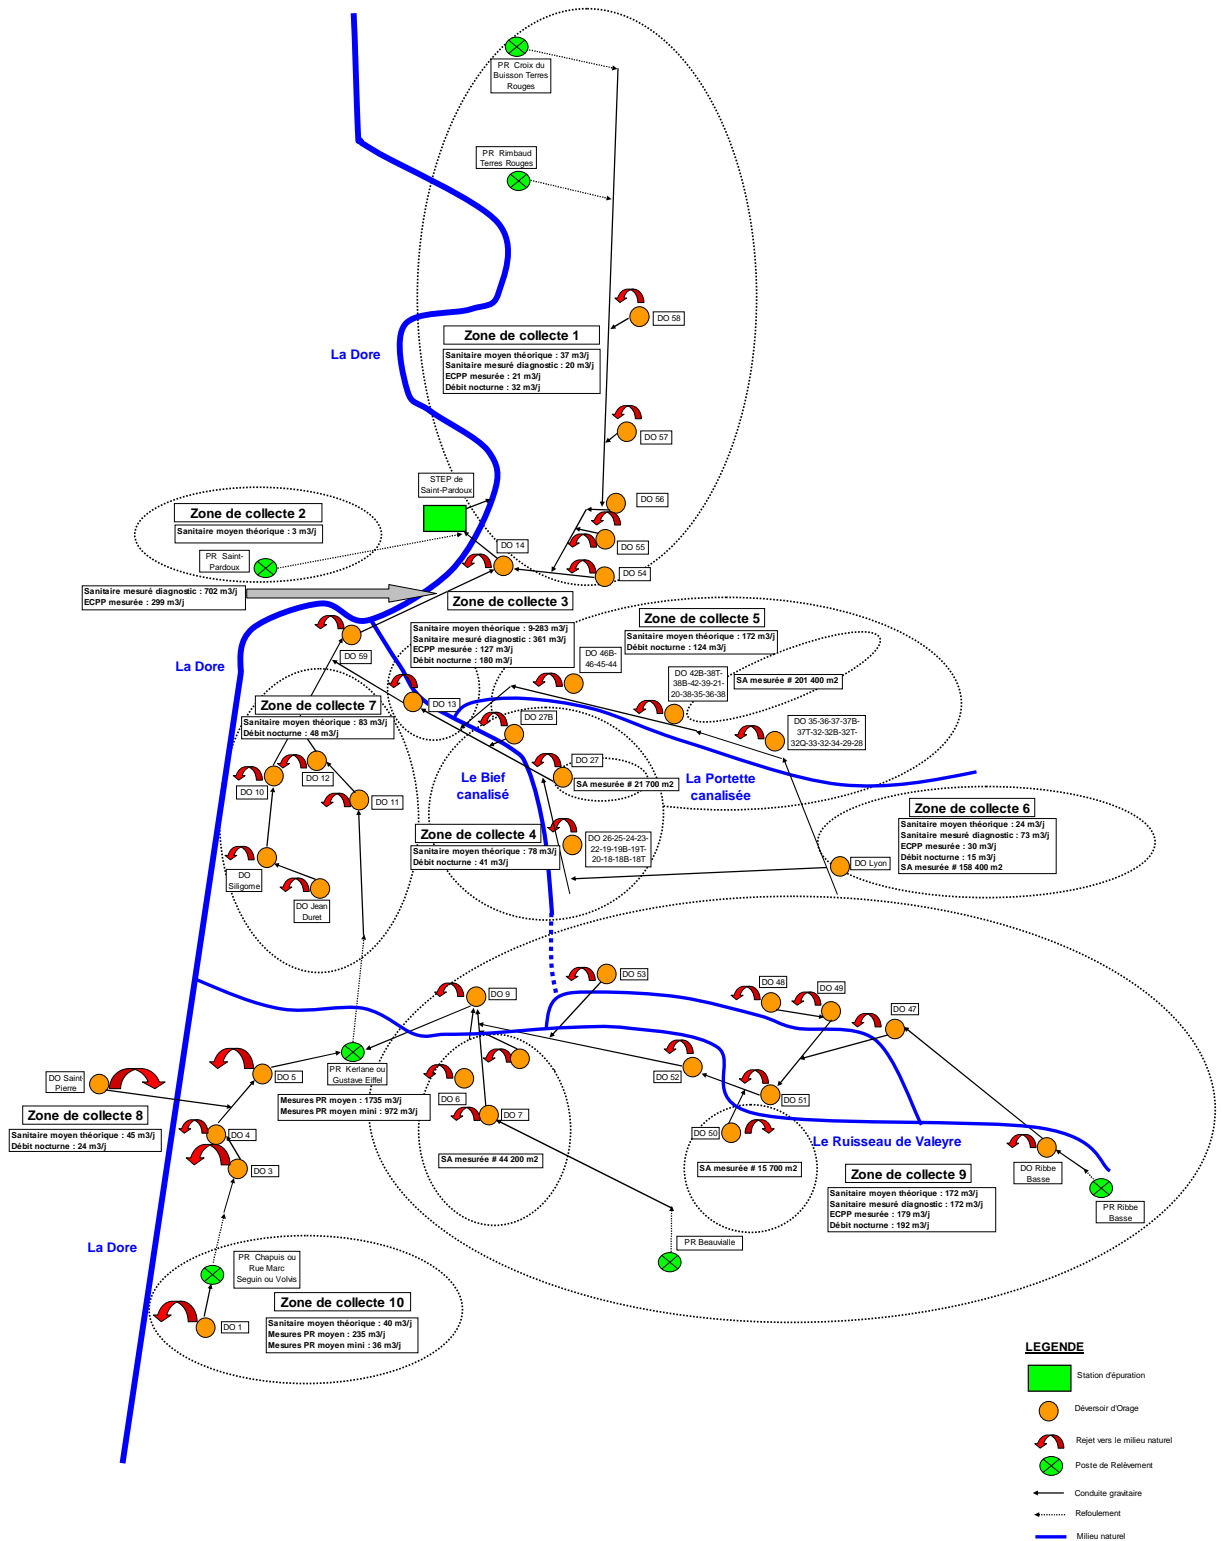 PR Croix du
Buisson Terres
Rouges
PR Rimbaud
Terres Rouges
DO 58
Zone de collecte 1
Sanitaire moyen théorique : 37 m3/j
Sanitaire mesuré diagnostic : 20 m3/j
ECPP mesurée : 21 m3/j
Débit nocturne : 32 m3/j
La Dore
DO 57
STEP de
Saint-Pardoux
DO 56
Zone de collecte 2
Sanitaire moyen théorique : 3 m3/j
PR Saint-
Pardoux
DO 14
DO 55
DO 54
Sanitaire mesuré diagnostic : 702 m3/j
ECPP mesurée : 299 m3/j
Zone de collecte 3
Sanitaire moyen théorique : 9-283 m3/j
Sanitaire mesuré diagnostic : 361 m3/j
ECPP mesurée : 127 m3/j
Débit nocturne : 180 m3/j
Zone de collecte 5
Sanitaire moyen théorique : 172 m3/j
Débit nocturne : 124 m3/j
La Dore
DO 59
DO 46B-
46-45-44
DO 42B-38T-
38B-42-39-21-
20-38-35-36-38
SA mesurée # 201 400 m2
Zone de collecte 7
Sanitaire moyen théorique : 83 m3/j
Débit nocturne : 48 m3/j
DO 13
DO 27B
DO 35-36-37-37B-
37T-32-32B-32T-
32Q-33-32-34-29-28
DO 27
SA mesurée # 21 700 m2
DO 10
DO 12
DO 11
Le Bief
canalisé
La Portette
canalisée
Zone de collecte 4
Sanitaire moyen théorique : 78 m3/j
Débit nocturne : 41 m3/j
DO 26-25-24-23-
22-19-19B-19T-
20-18-18B-18T
Zone de collecte 6
Sanitaire moyen théorique : 24 m3/j
Sanitaire mesuré diagnostic : 73 m3/j
ECPP mesurée : 30 m3/j
Débit nocturne : 15 m3/j
SA mesurée # 158 400 m2
DO Lyon
DO
Siligome
DO Jean
Duret
DO 53
DO 9
DO 48
DO 49
DO 47
PR Kerlane ou
Gustave Eiffel
DO 5
DO Saint-
Pierre
DO 52
DO 51
Mesures PR moyen : 1735 m3/j
Mesures PR moyen mini : 972 m3/j
DO 6
DO 7
Zone de collecte 8
Sanitaire moyen théorique : 45 m3/j
Débit nocturne : 24 m3/j
DO 4
DO 3
DO 50
Le Ruisseau de Valeyre
SA mesurée # 44 200 m2
SA mesurée # 15 700 m2
Zone de collecte 9
Sanitaire moyen théorique : 172 m3/j
Sanitaire mesuré diagnostic : 172 m3/j
ECPP mesurée : 179 m3/j
Débit nocturne : 192 m3/j
DO Ribbe
Basse
PR Ribbe
Basse
La Dore
PR Beauvialle
PR Chapuis ou
Rue Marc
Seguin ou Volvis
DO 1
Zone de collecte 10
Sanitaire moyen théorique : 40 m3/j
Mesures PR moyen : 235 m3/j
Mesures PR moyen mini : 36 m3/j
LEGENDE
Station d'épuration
Déversoir d'Orage
Rejet vers le milieu naturel
Poste de Relèvement
Conduite gravitaire
Refoulement
Milieu naturel